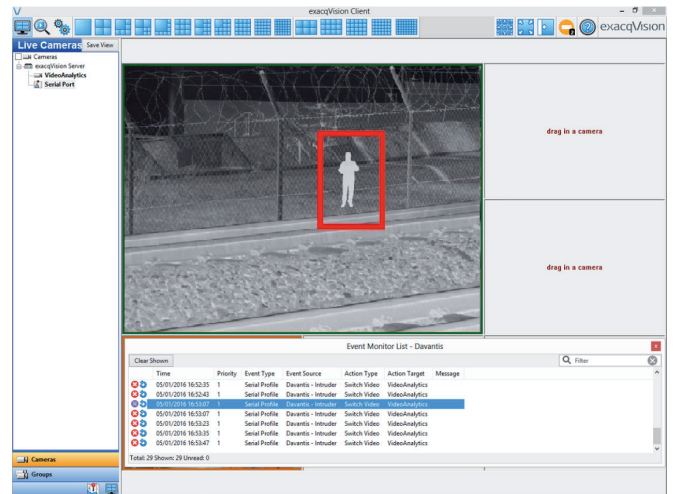 exacqVision Client
exacqVision
Live Cameras Save View
Cameras
exacqVision Server
VideoAnalytics
Serial Port
drag in a camera
drag in a camera
Event Monitor List - Davantis
Clear Shown
Filter
Time Priority Event Type Event Source Action Type Action Target Message
05/01/2016 16:52:35 1 Serial Profile Davantis - Intruder Switch Video VideoAnalytics
05/01/2016 16:52:43 1 Serial Profile Davantis - Intruder Switch Video VideoAnalytics
05/01/2016 16:53:07 1 Serial Profile Davantis - Intruder Switch Video VideoAnalytics
05/01/2016 16:53:07 1 Serial Profile Davantis - Intruder Switch Video VideoAnalytics
05/01/2016 16:53:23 1 Serial Profile Davantis - Intruder Switch Video VideoAnalytics
05/01/2016 16:53:35 1 Serial Profile Davantis - Intruder Switch Video VideoAnalytics
05/01/2016 16:53:47 1 Serial Profile Davantis - Intruder Switch Video VideoAnalytics
Total: 29 Shown: 29 Unread: 0
Cameras
Groups